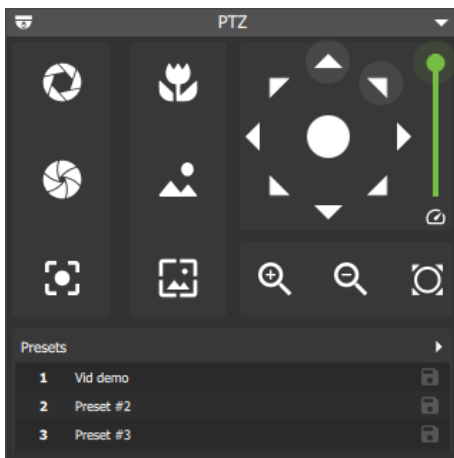 PTZ
Presets
1 Vid demo
2 Preset #2
3 Preset #3